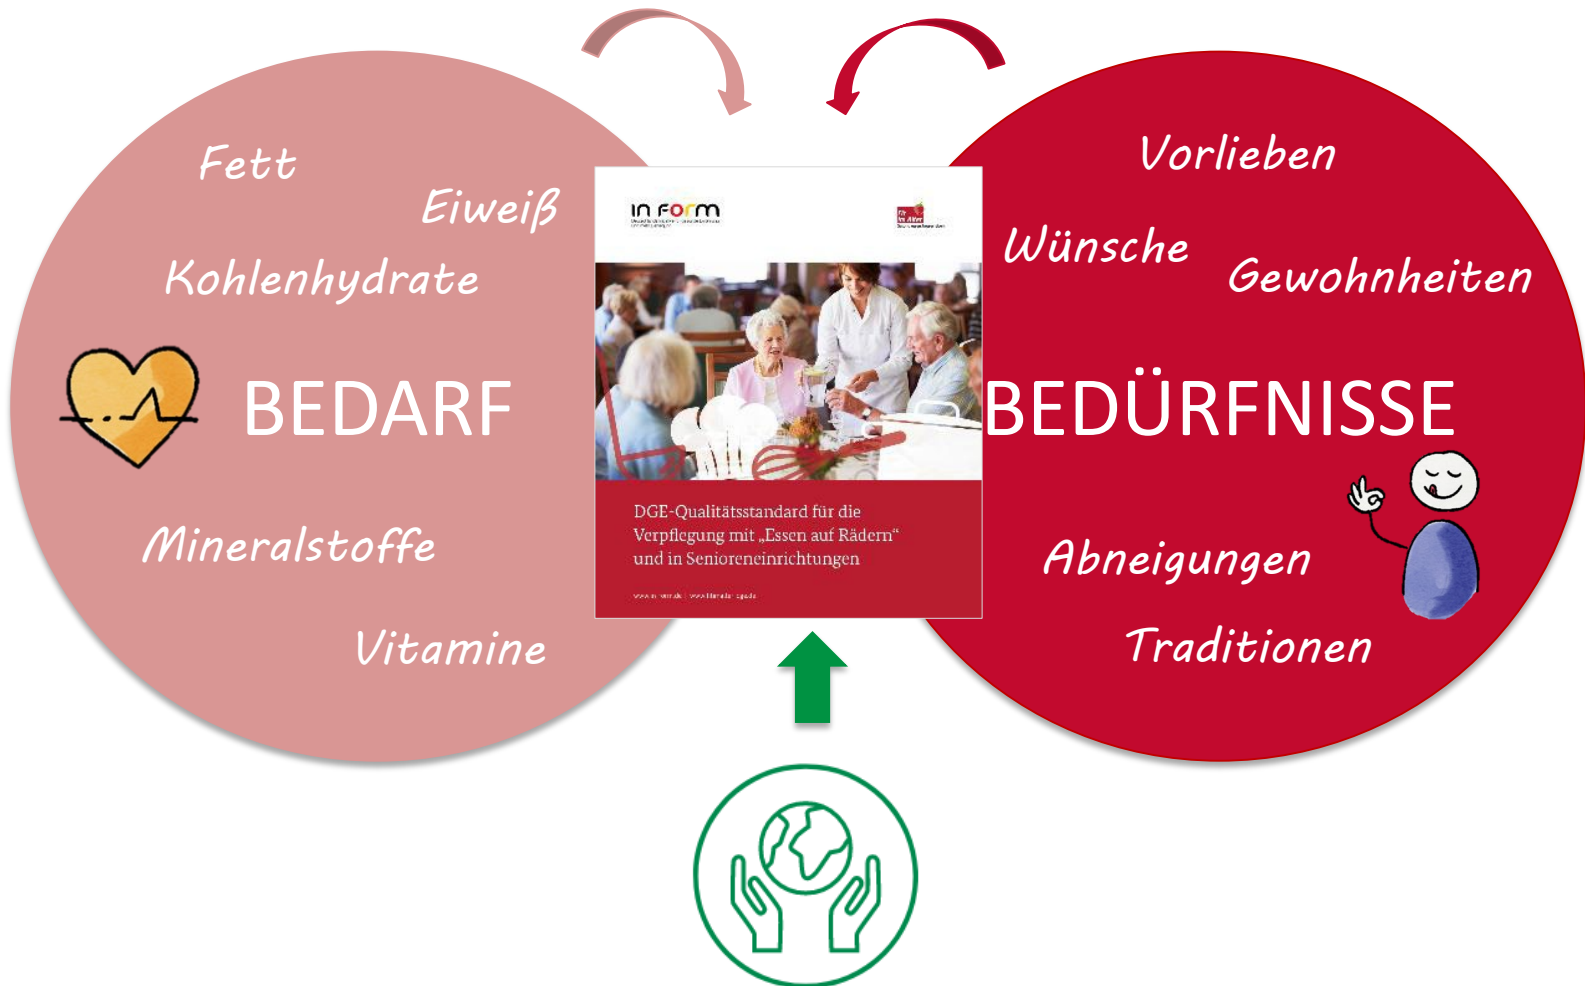 Fett
Eiweiß
Kohlenhydrate
BEDARF
Mineralstoffe
Vitamine
IN FORM
DGE-Qualitätsstandard für die
Verpflegung mit „Essen auf Rädern“
und in Senioreneinrichtungen
Vorlieben
Wünsche
Gewohnheiten
BEDÜRFNISSE
Abneigungen
Traditionen